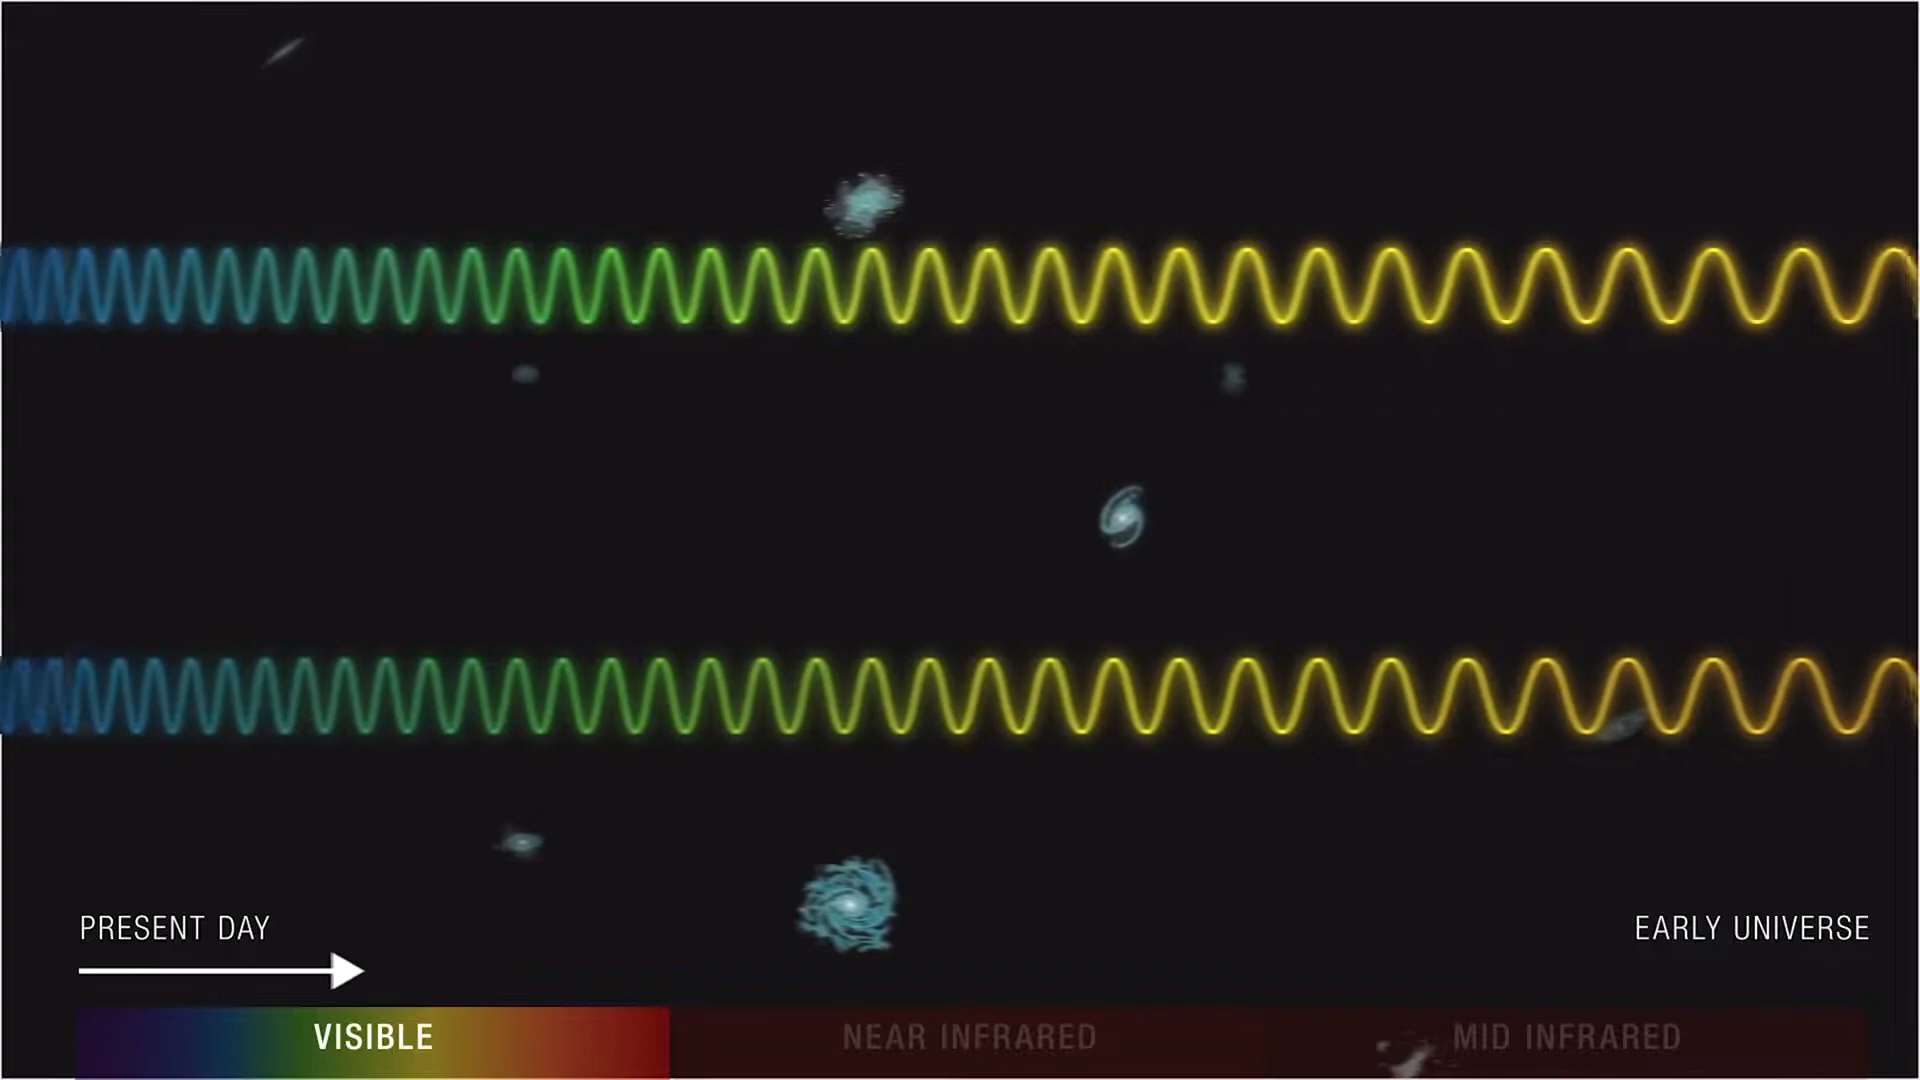 PRESENT DAY
EARLY UNIVERSE
VISIBLE
NEAR INFRARED
MID INFRARED